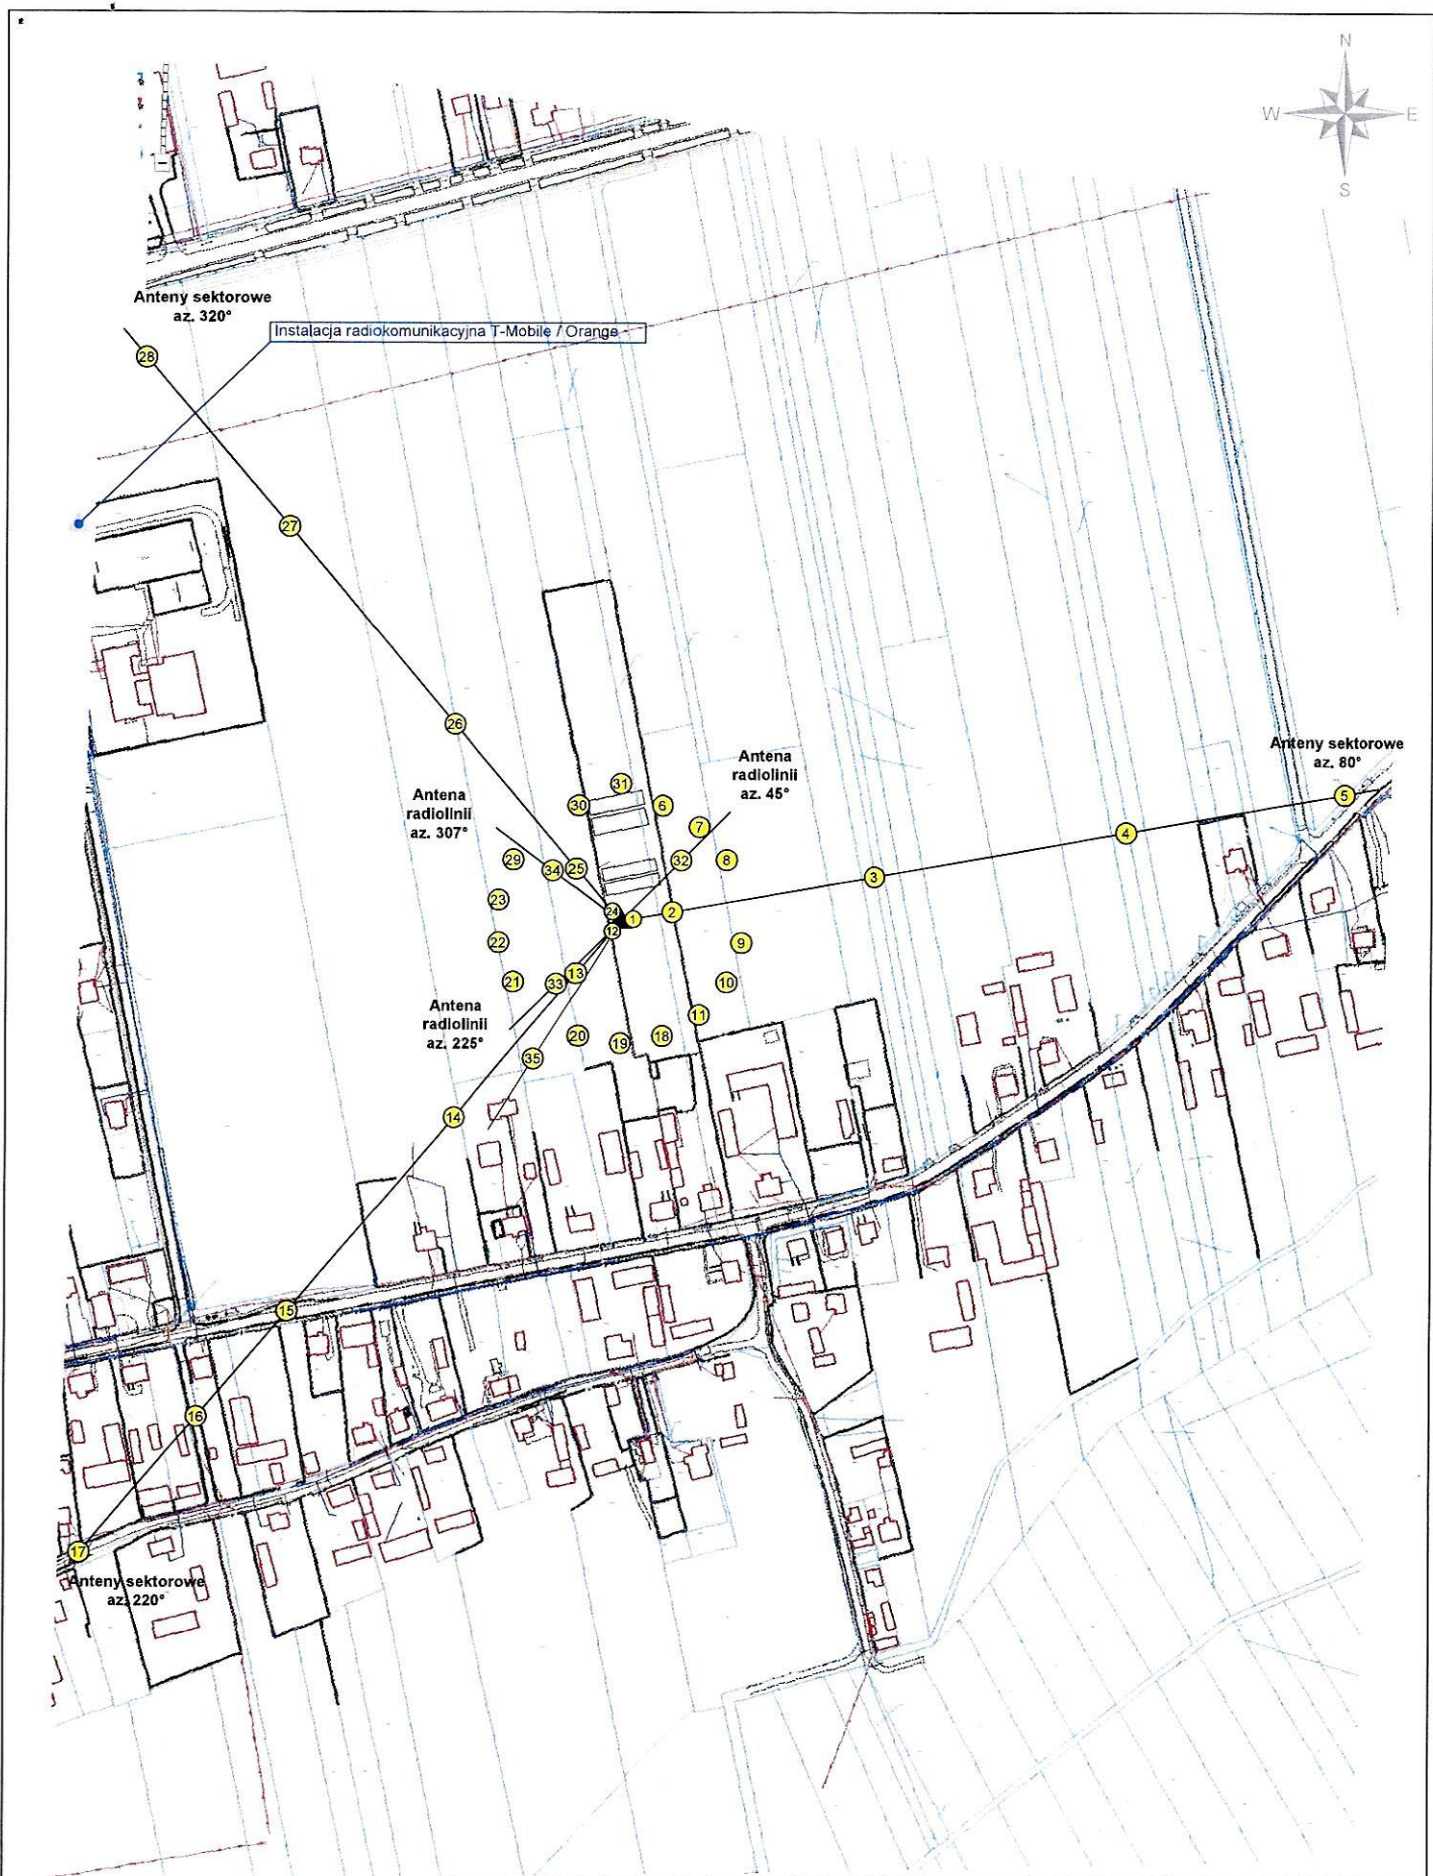 N
W
E
S
Anteny sektorowe
az. 320°
Instalacja radiokomunikacyjna T-Mobile / Orange
28
27
26
Anteny sektorowe
az. 80°
Antena
radiolinii
az. 45°
31
30
6
5
Antena
radiolinii
az. 307°
7
4
29
34
25
32
8
3
23
24
1
2
12
22
9
21
33
13
10
Antena
radiolinii
az. 225°
11
20
19
18
35
14
15
16
17
Anteny sektorowe
az. 220°